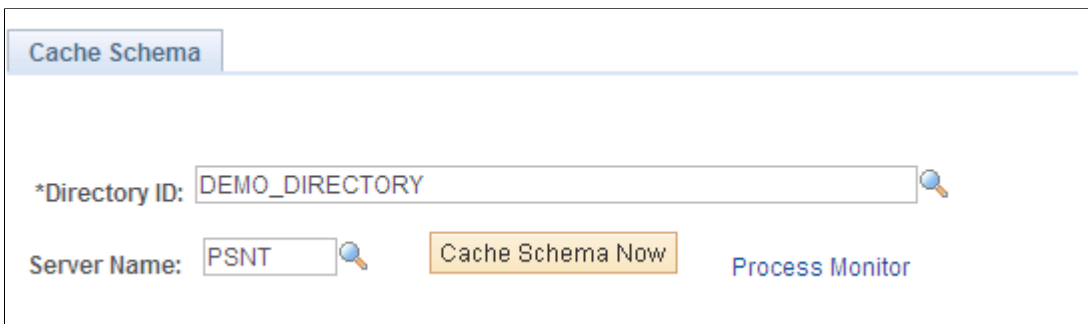 Cache Schema
*Directory ID: DEMO_DIRECTORY
Server Name: PSNT Cache Schema Now Process Monitor